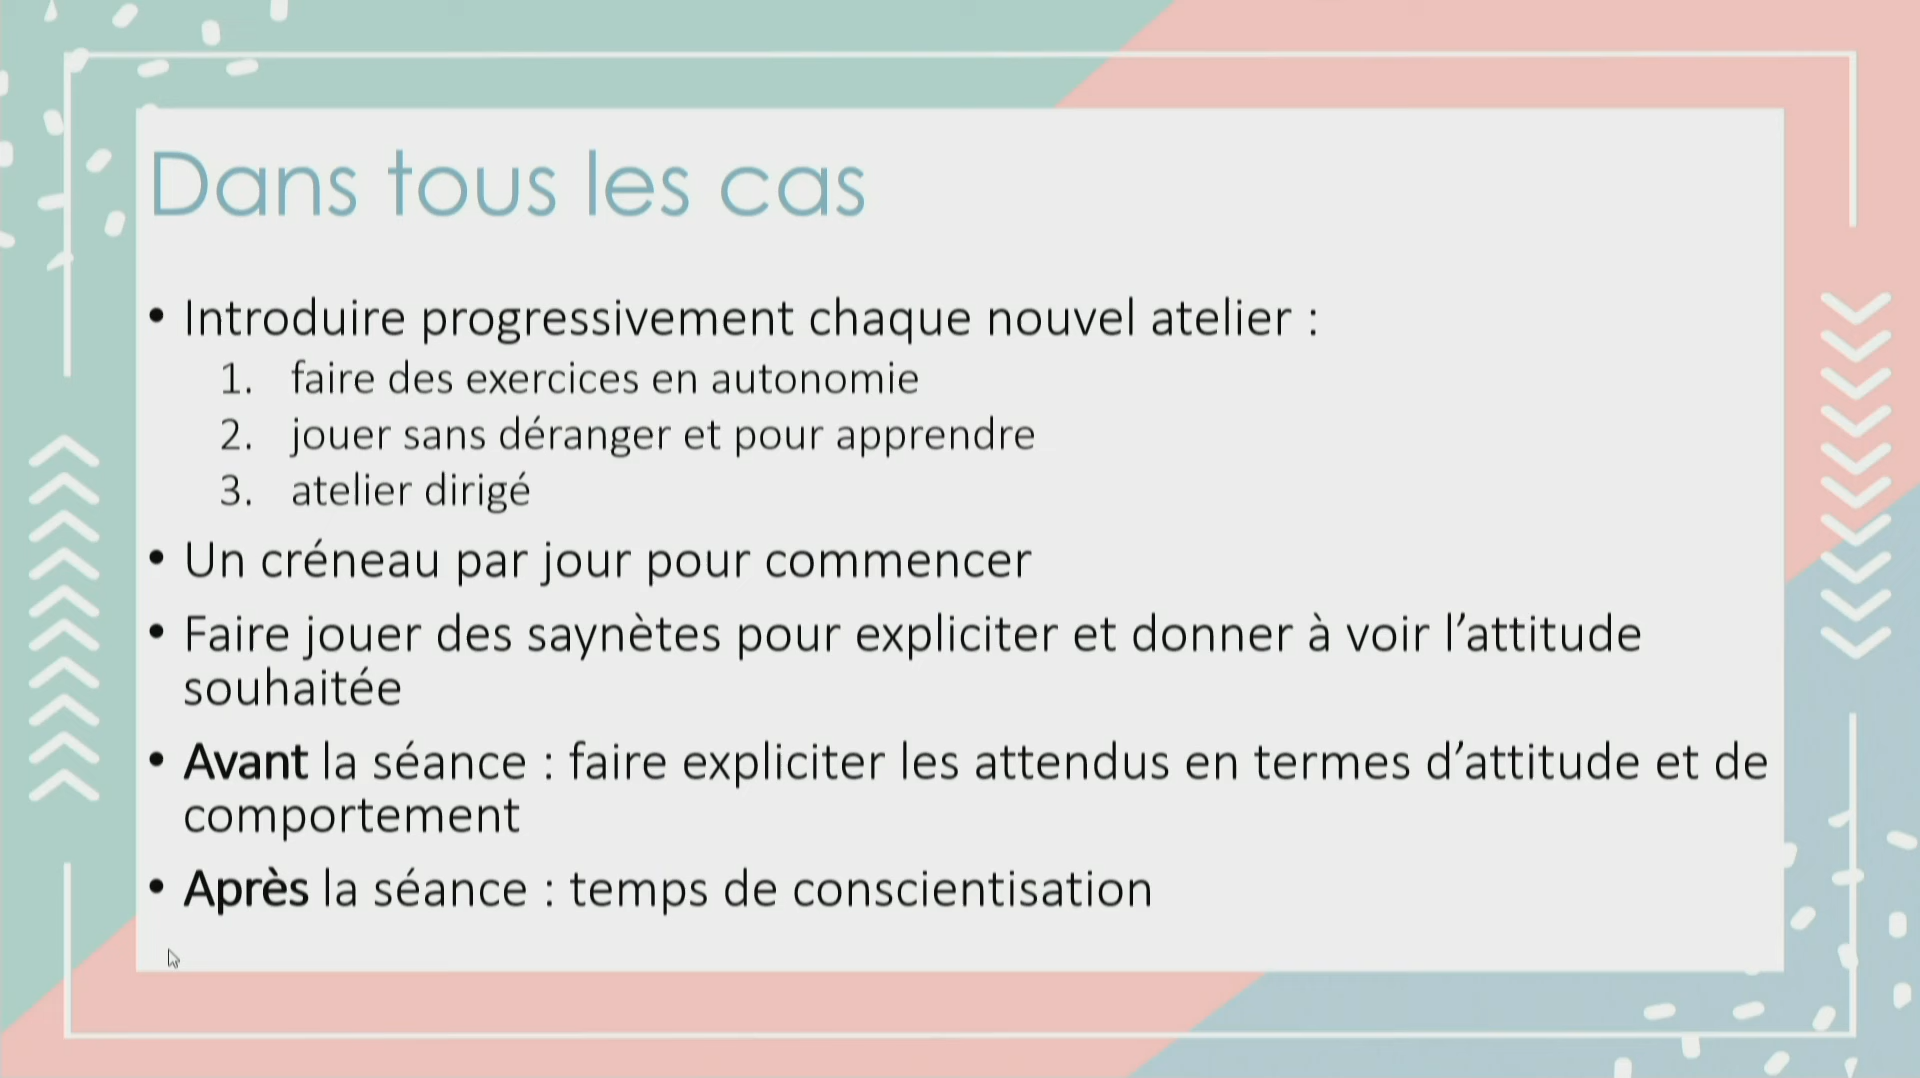 Dans tous les cas
• Introduire progressivement chaque nouvel atelier :
1. faire des exercices en autonomie
2. jouer sans déranger et pour apprendre
3. atelier dirigé
• Un créneau par jour pour commencer
• Faire jouer des saynètes pour expliciter et donner à voir l’attitude
souhaitée
• Avant la séance : faire expliciter les attendus en termes d’attitude et de
comportement
• Après la séance : temps de conscientisation